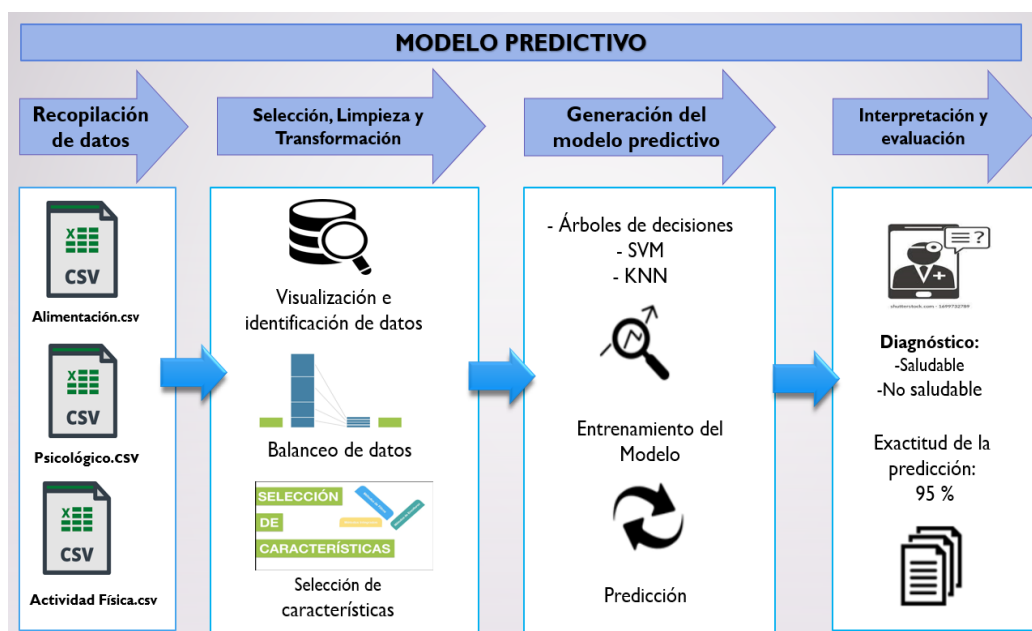 MODELO PREDICTIVO
Recopilación
de datos
Selección, Limpieza y
Transformación
Generación del
modelo predictivo
Interpretación y
evaluación
X
CSV
Alimentación.csv
X
CSV
Psicológico.csv
X
CSV
Actividad Física.csv
Visualización e
identificación de datos
Balanceo de datos
SELECCIÓN
DE
CARACTERÍSTICAS
Selección de
características
- Árboles de decisiones
- SVM
- KNN
Entrenamiento del
Modelo
Predicción
?
Diagnóstico:
-Saludable
-No saludable
Exactitud de la
predicción:
95 %